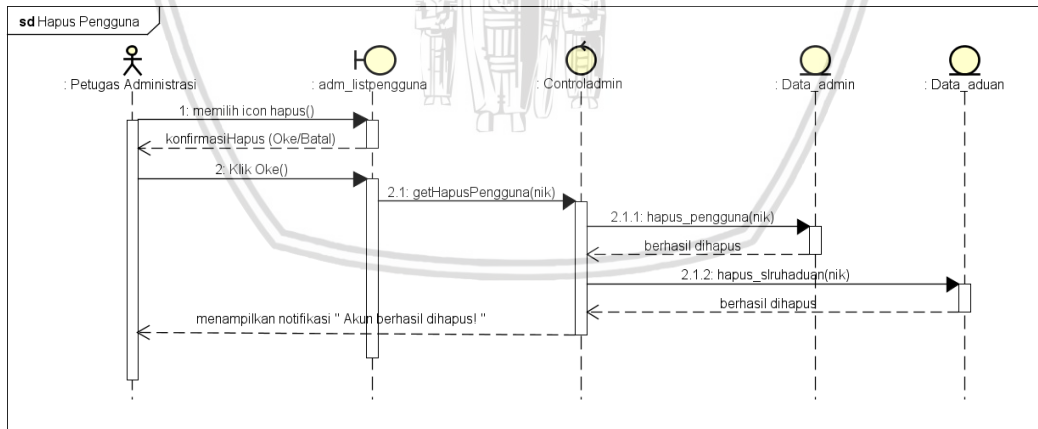 sd Hapus Pengguna
: Petugas Administrasi
: adm_listpengguna
: Controladmin
: Data_admin
: Data_aduan
1: memilih icon hapus()
konfirmasiHapus (Oke/Batal)
2: Klik Oke()
2.1: getHapusPengguna(nik)
2.1.1: hapus_pengguna(nik)
berhasil dihapus
2.1.2: hapus_slruhaduan(nik)
berhasil dihapus
menampilkan notifikasi " Akun berhasil dihapus! "